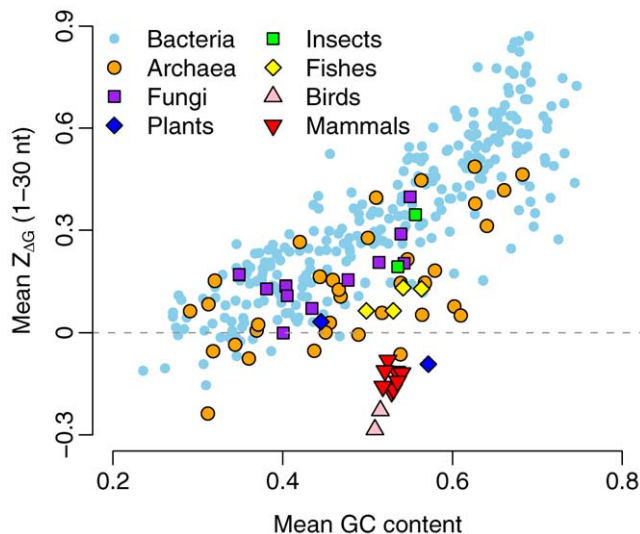 0.9
0.6
0.3
0
−0.3
Mean Z_ΔG (1−30 nt)
Bacteria
Archaea
Fungi
Plants
Insects
Fishes
Birds
Mammals
0.2 0.4 0.6 0.8
Mean GC content